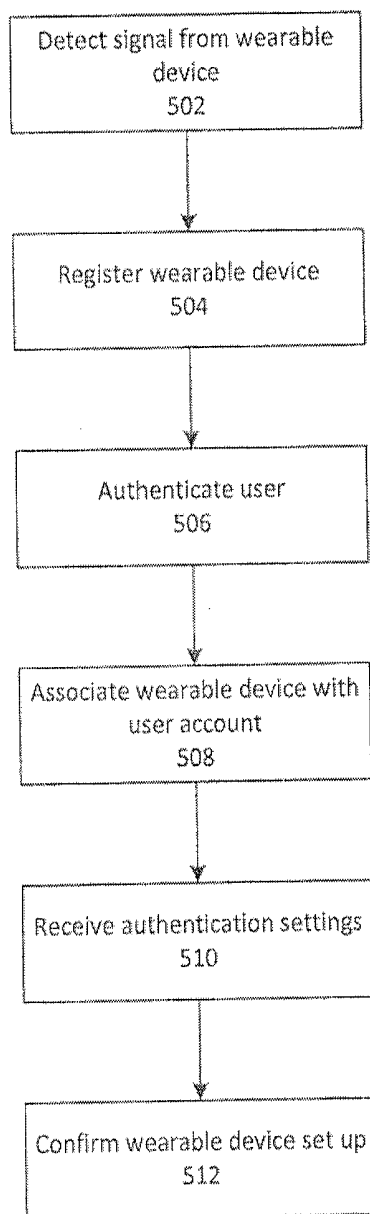 Detect signal from wearable
device
502
Register wearable device
504
Authenticate user
506
Associate wearable device with
user account
508
Receive authentication settings
510
Confirm wearable device set up
512